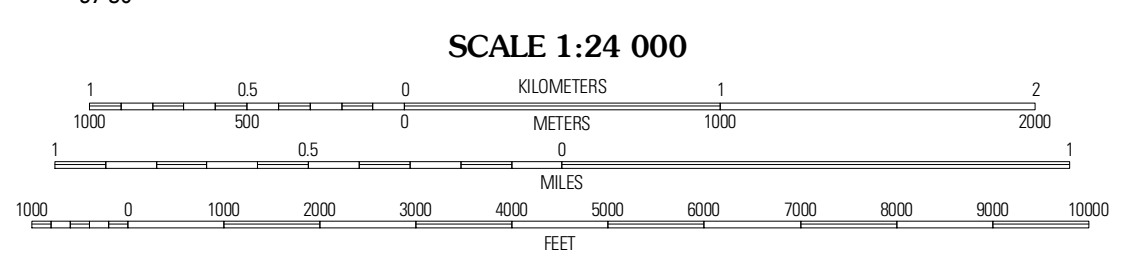 SCALE 1:24 000
1 0.5 0 KILOMETERS 1 2
1000 500 0 METERS 1000 2000
1 0.5 0 1
MILES
1000 0 1000 2000 3000 4000 5000 6000 7000 8000 9000 10000
FEET